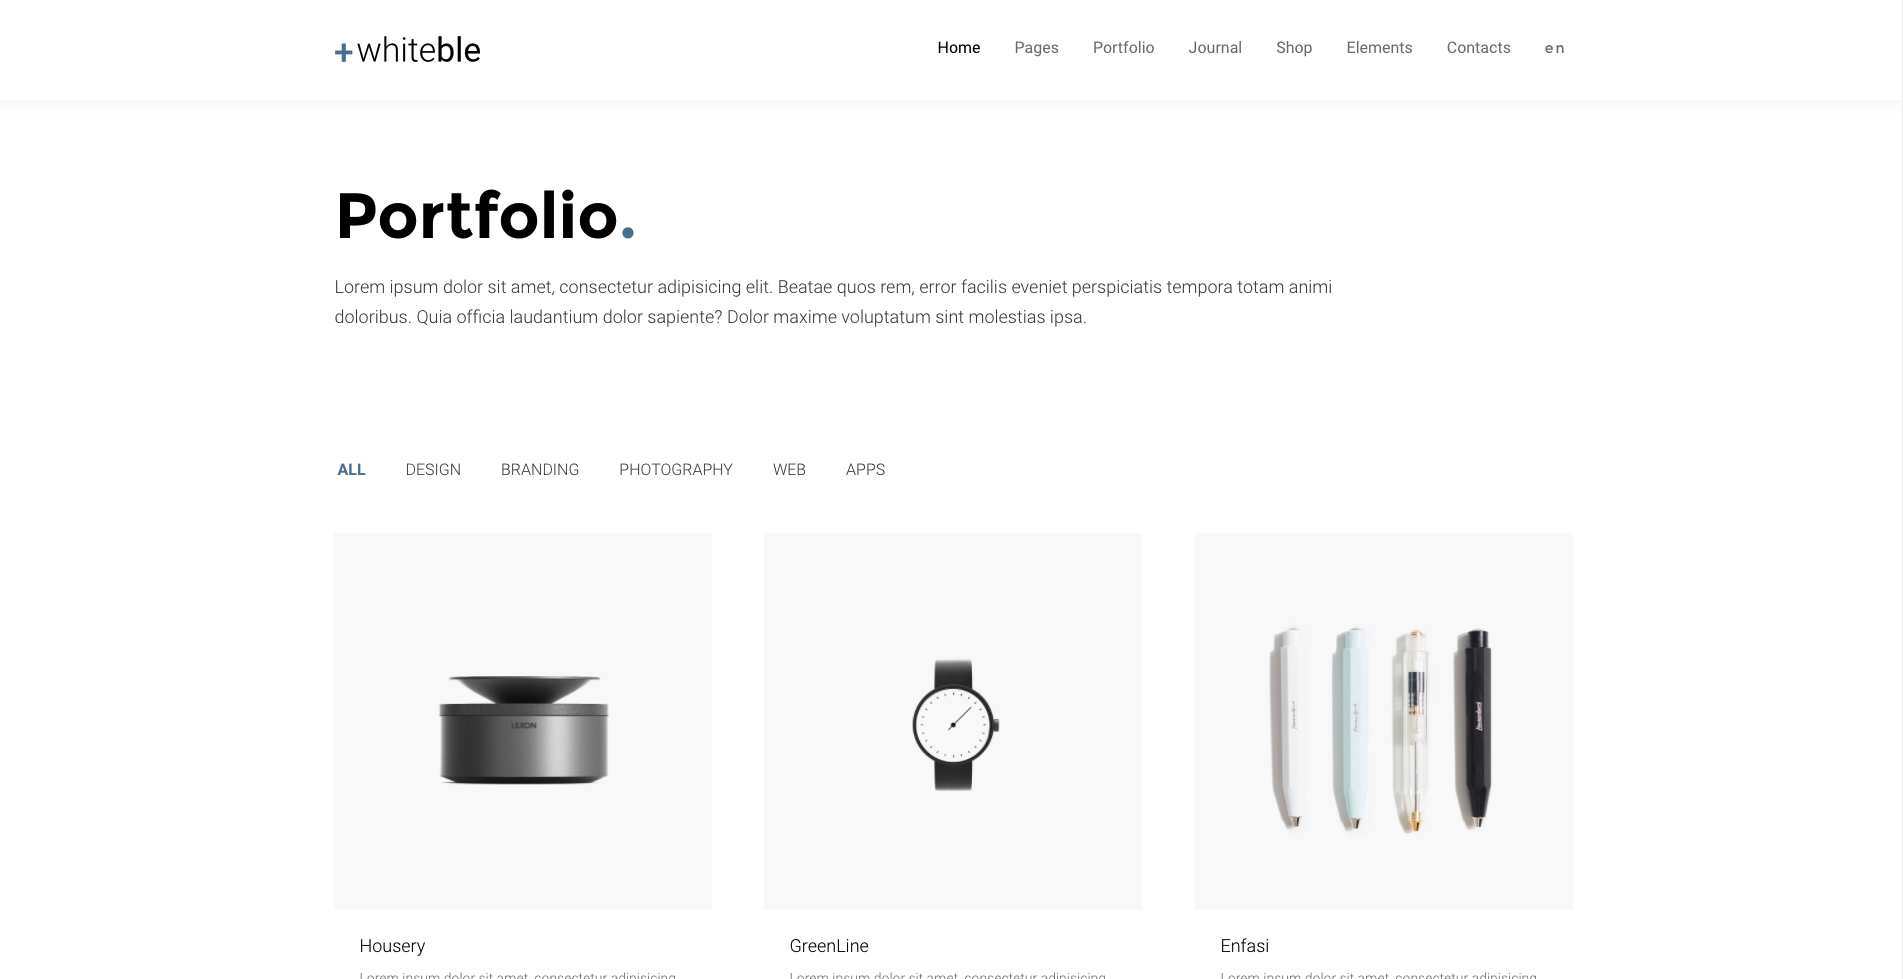 +whiteble
Home Pages Portfolio Journal Shop Elements Contacts en
Portfolio.
Lorem ipsum dolor sit amet, consectetur adipisicing elit. Beatae quos rem, error facilis eveniet perspiciatis tempora totam animi
doloribus. Quia officia laudantium dolor sapiente? Dolor maxime voluptatum sint molestias ipsa.
ALL DESIGN BRANDING PHOTOGRAPHY WEB APPS
LEXON
Housery GreenLine Enfasi
Lorem ipsum dolor sit amet, consectetur adipisicing Lorem ipsum dolor sit amet, consectetur adipisicing Lorem ipsum dolor sit amet, consectetur adipisicing